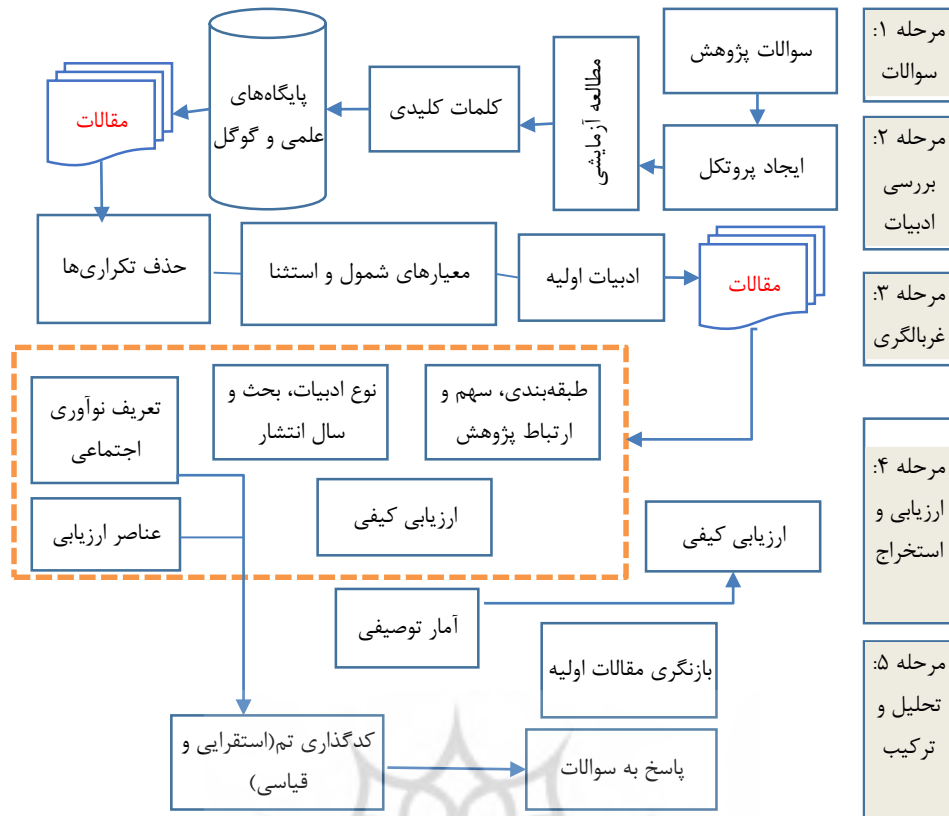 مرحله ۱:
سوالات
سوالات پژوهش
مطالعه آزمایشی
کلمات کلیدی
پایگاه‌های
علمی و گوگل
مقالات
مرحله ۲:
بررسی
ادبیات
ایجاد پروتکل
مرحله ۳:
غربالگری
مقالات
ادبیات اولیه
معیارهای شمول و استثنا
حذف تکراری‌ها
مرحله ۴:
ارزیابی و
استخراج
طبقه‌بندی، سهم و
ارتباط پژوهش
نوع ادبیات، بحث و
سال انتشار
تعریف نوآوری
اجتماعی
ارزیابی کیفی
عناصر ارزیابی
ارزیابی کیفی
مرحله ۵:
تحلیل و
ترکیب
آمار توصیفی
بازنگری مقالات اولیه
کدگذاری تم(استقرایی و
قیاسی)
پاسخ به سوالات